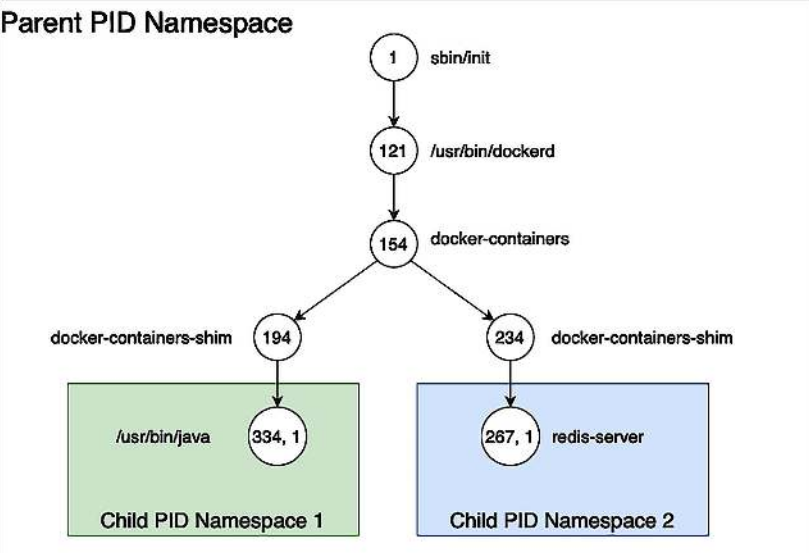 Parent PID Namespace
1 sbin/init
121 /usr/bin/dockerd
154 docker-containers
docker-containers-shim 194
234 docker-containers-shim
/usr/bin/java 334, 1
267, 1 redis-server
Child PID Namespace 1
Child PID Namespace 2